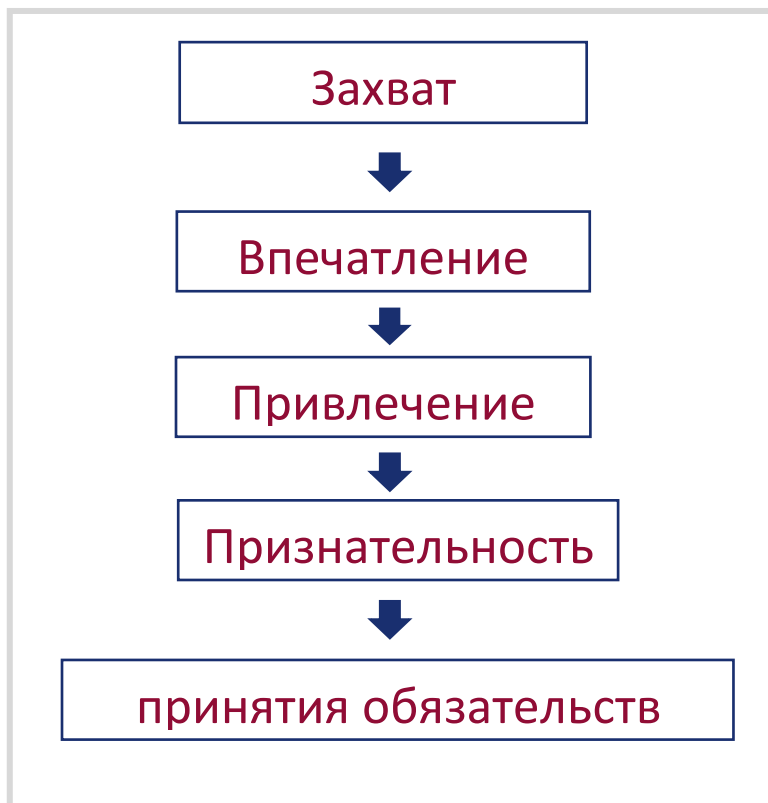 Захват
Впечатление
Привлечение
Признательность
принятия обязательств